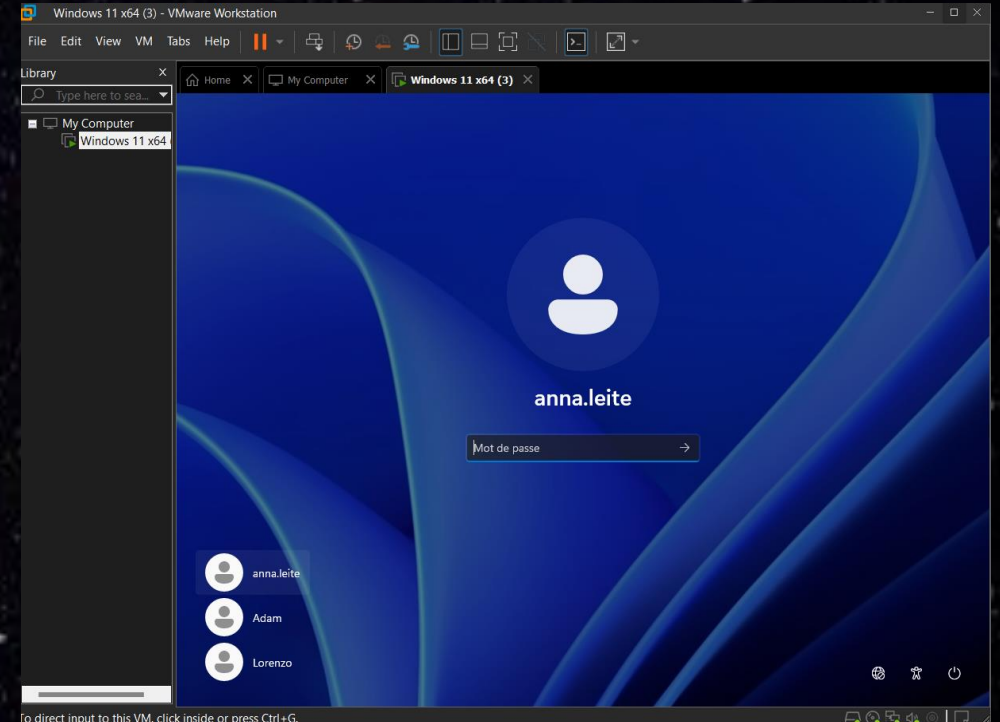 Windows 11 x64 (3) - VMware Workstation
File Edit View VM Tabs Help
Library X
Home My Computer Windows 11 x64 (3)
Type here to sea...
My Computer
Windows 11 x64
anna.leite
Mot de passe
anna.leite
Adam
Lorenzo
To direct input to this VM, click inside or press Ctrl+G.